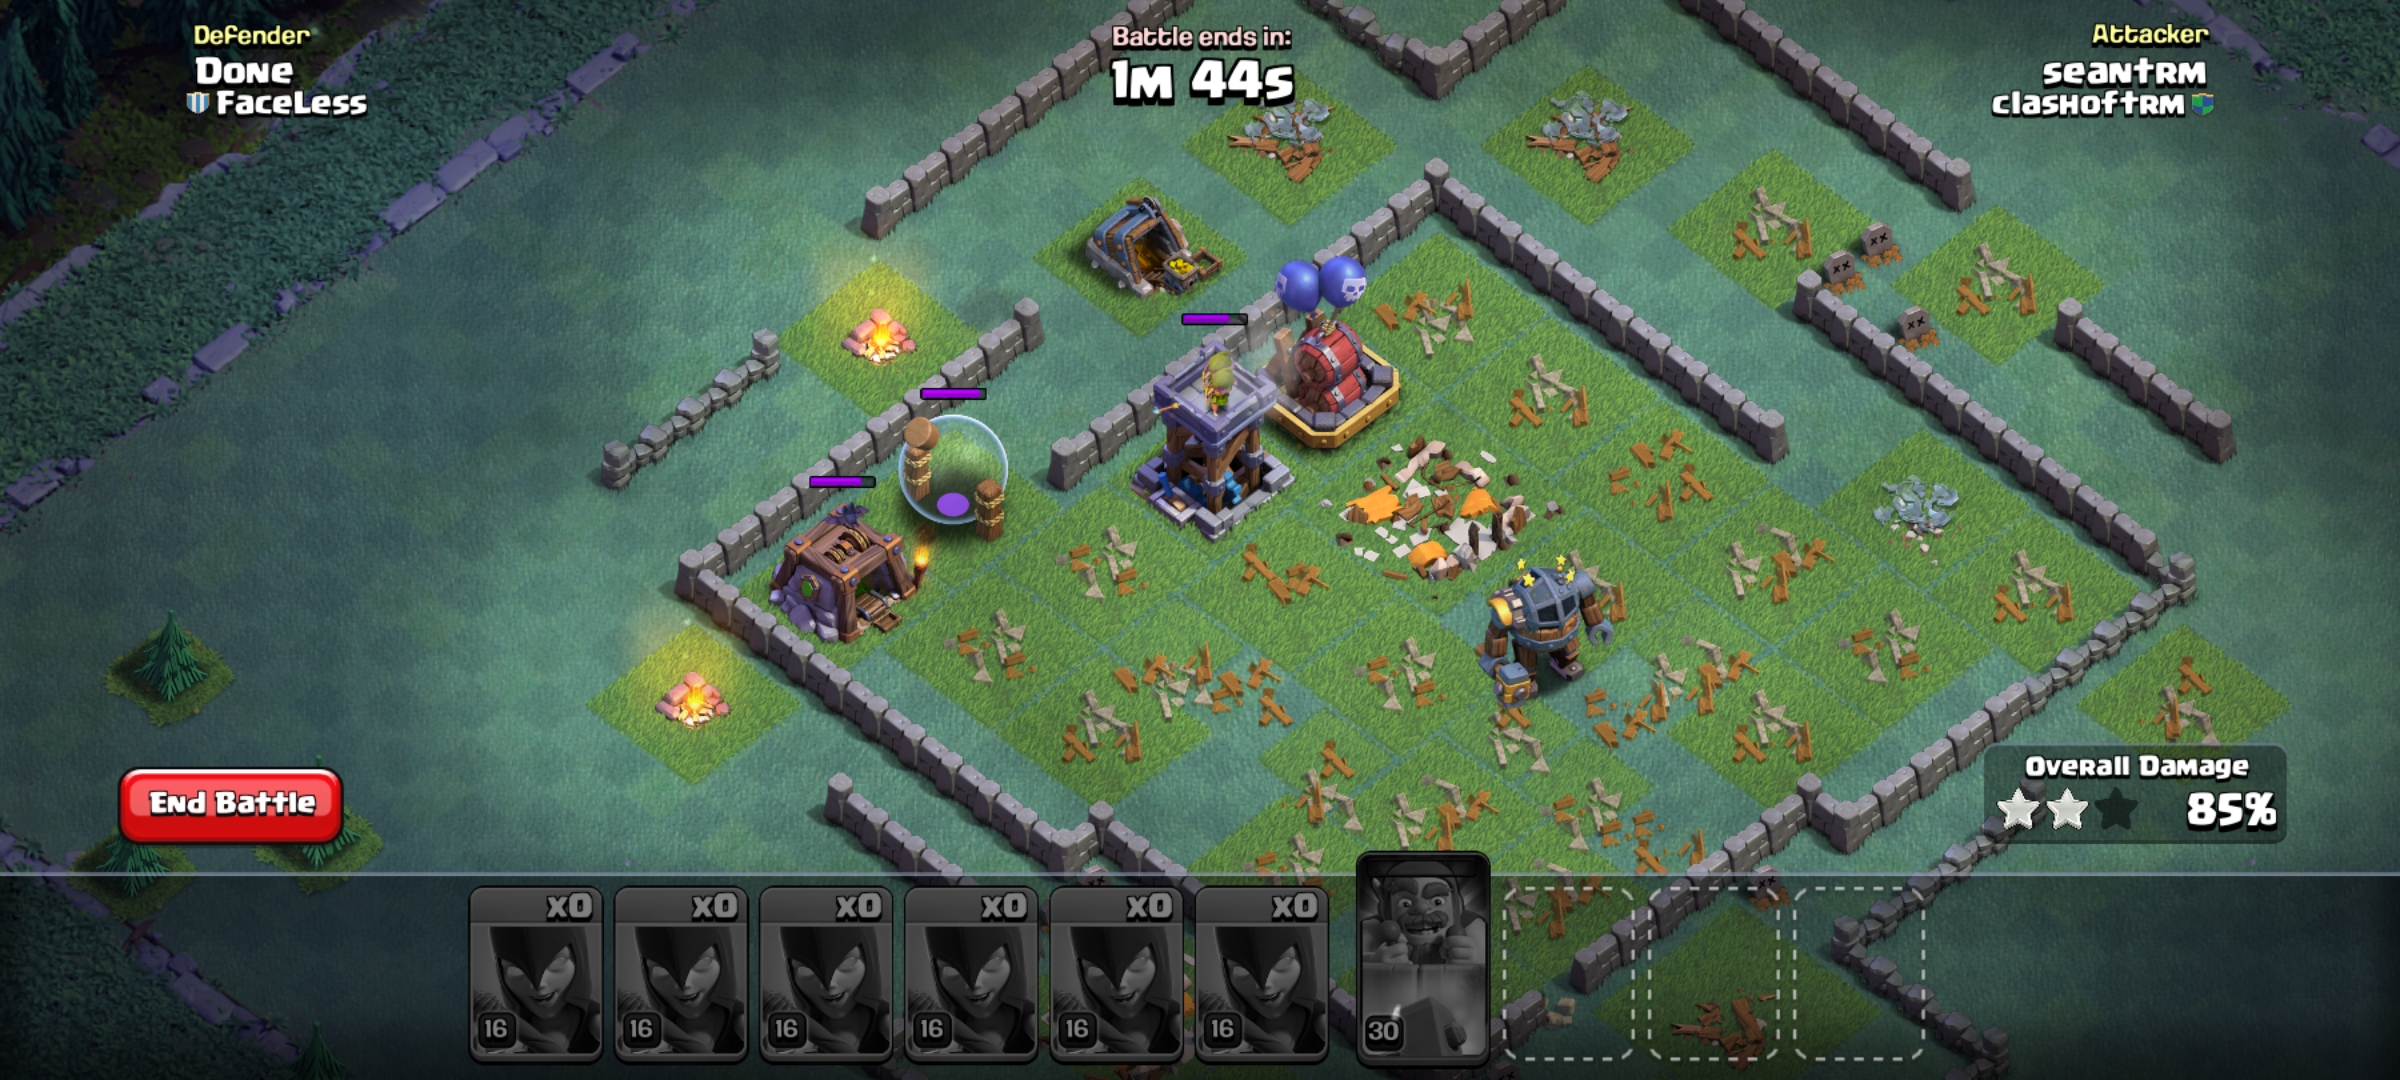 Defender
Done
FaceLess
Battle ends in:
1M 44s
Attacker
seantRM
clashoftRM
End Battle
Overall Damage
85%
x0
x0
x0
x0
x0
x0
16
16
16
16
16
16
30